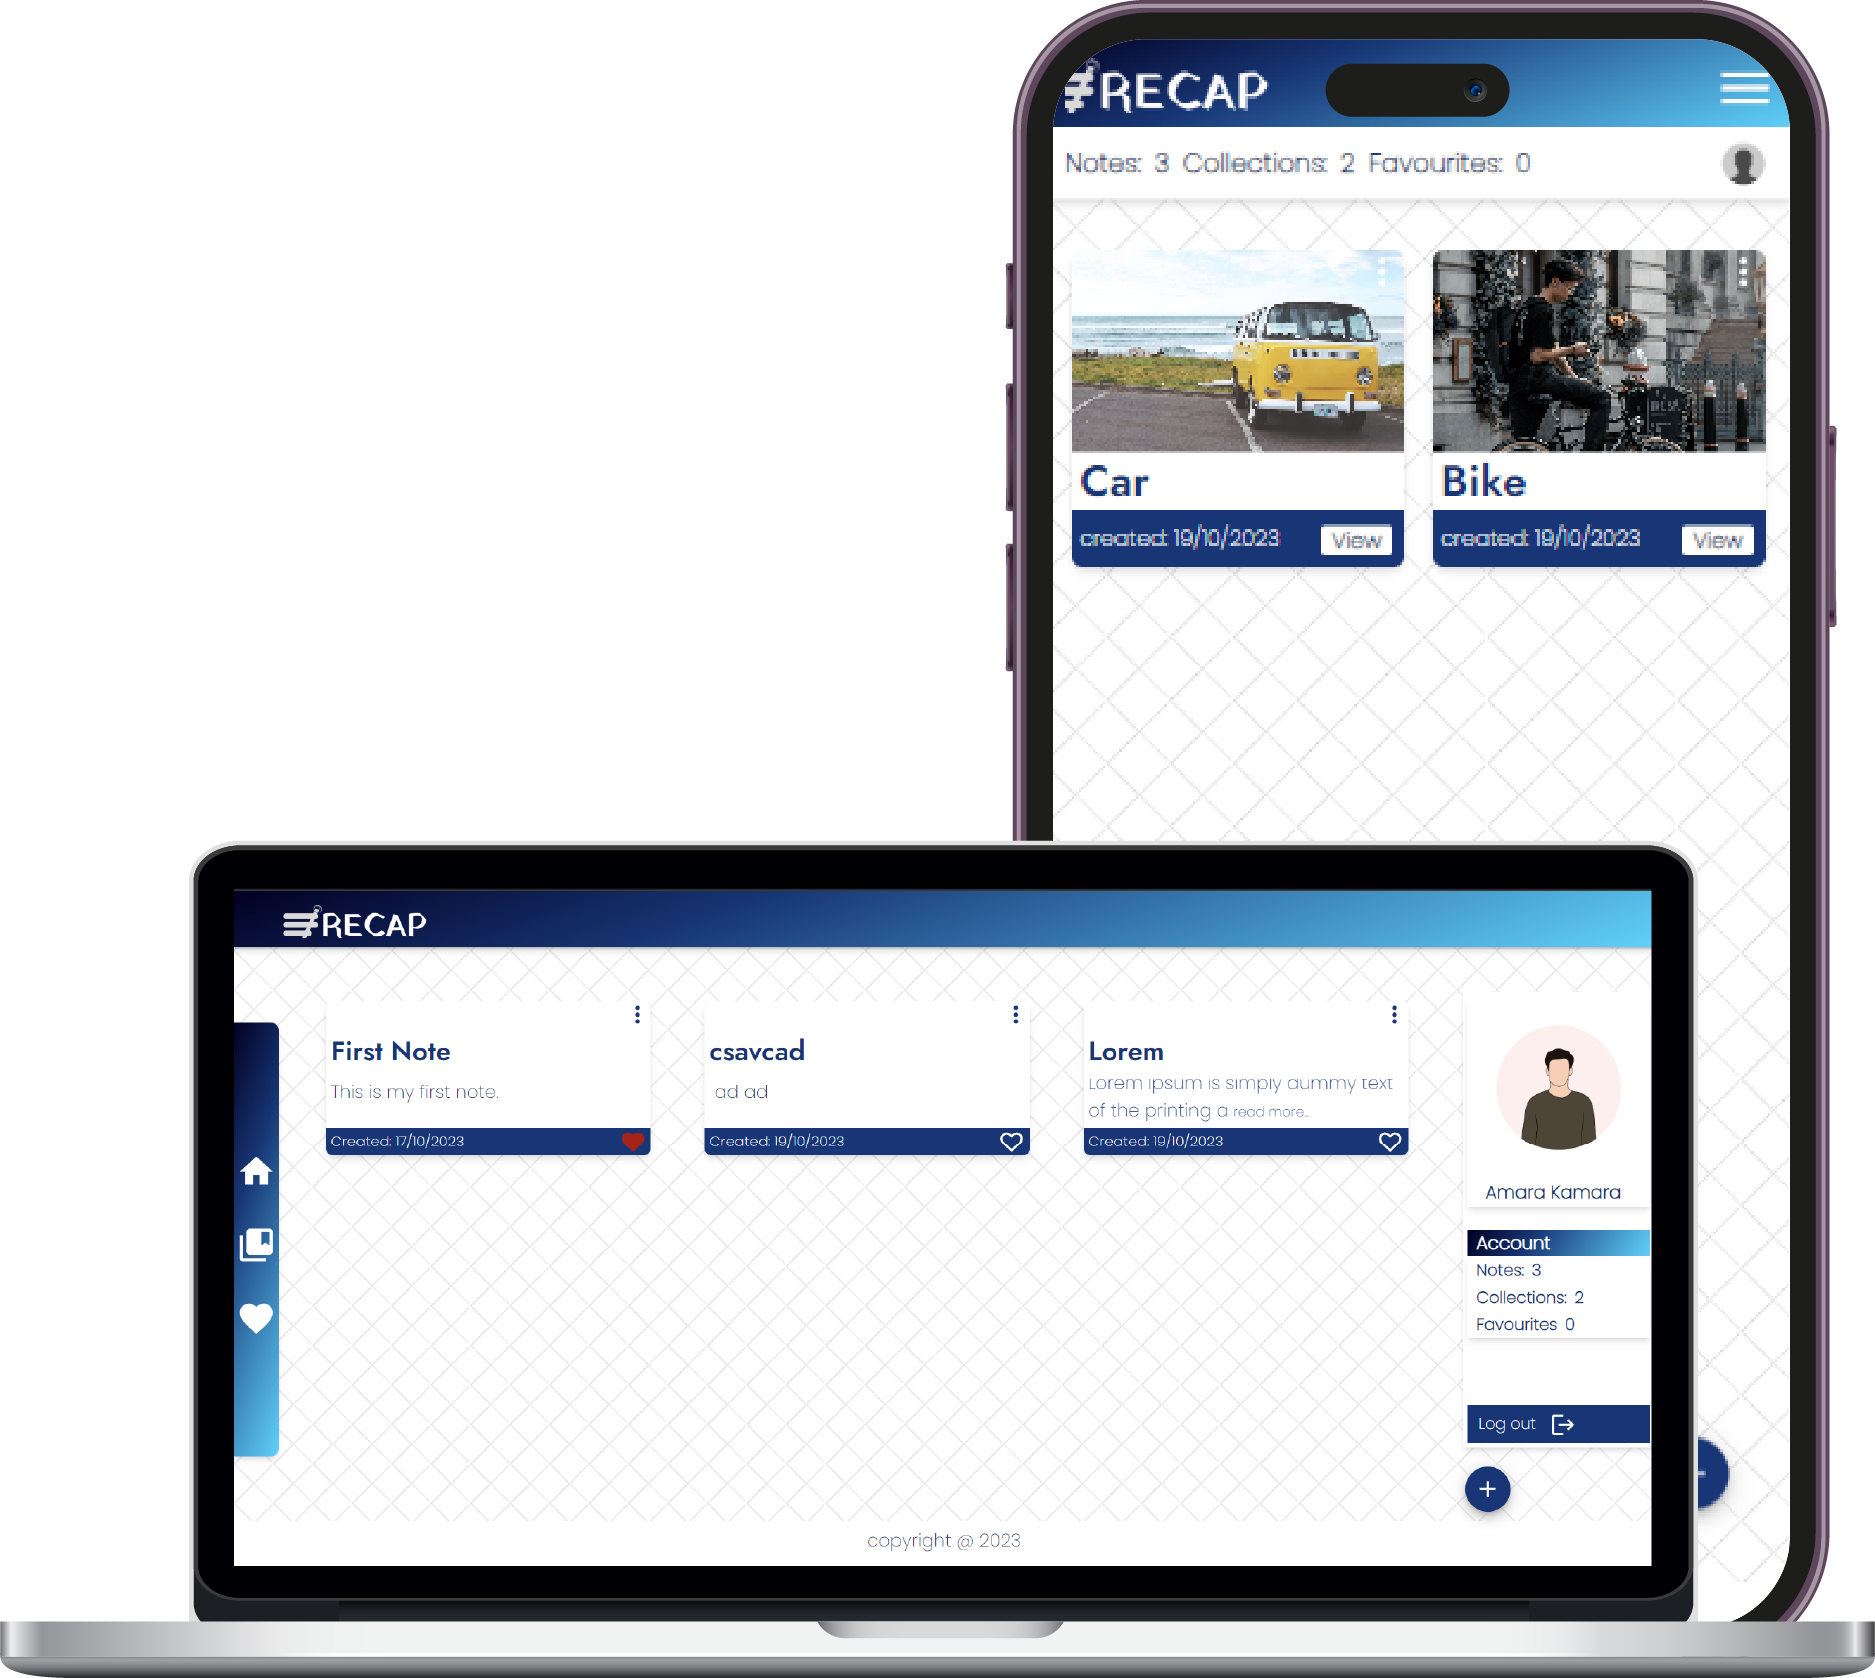 RECAP
Notes: 3 Collections: 2 Favourites: 0
Car
created: 19/10/2023 View
Bike
created: 19/10/2023 View
RECAP
First Note
This is my first note.
Created: 17/10/2023
csavcad
ad ad
Created: 19/10/2023
Lorem
Lorem Ipsum is simply dummy text
of the printing a read more...
Created: 19/10/2023
Amara Kamara
Account
Notes: 3
Collections: 2
Favourites 0
Log out
copyright @ 2023